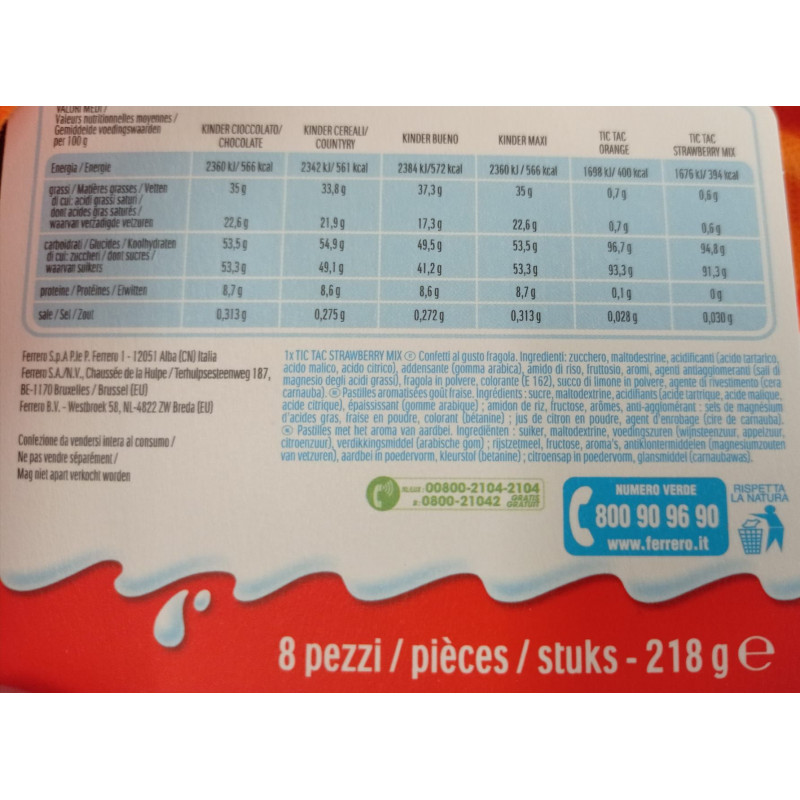 VALORI MEDI /
Valeurs nutritionnelles moyennes /
Gemiddelde voedingswaarden
per 100 g
KINDER CIOCCOLATO/ CHOCOLATE
KINDER CEREALI/ COUNTYRY
KINDER BUENO
KINDER MAXI
TIC TAC ORANGE
TIC TAC STRAWBERRY MIX
Energia / Energie 2360 kJ/ 566 kcal 2342 kJ/ 561 kcal 2384 kJ/572 kcal 2360 kJ / 566 kcal 1698 kJ/ 400 kcal 1676 kJ/ 394 kcal
grassi / Matières grasses / Vetten 35 g 33,8 g 37,3 g 35 g 0,7 g 0,6 g
di cui: acidi grassi saturi /
dont acides gras saturés /
waarvan verzadigde vetzuren 22,6 g 21,9 g 17,3 g 22,6 g 0,7 g 0,6 g
carboidrati / Glucides / Koolhydraten 53,5 g 54,9 g 49,5 g 53,5 g 96,7 g 94,8 g
di cui: zuccheri / dont sucres /
waarvan suikers 53,3 g 49,1 g 41,2 g 53,3 g 93,3 g 91,3 g
proteine / Protéines / Eiwitten 8,7 g 8,6 g 8,6 g 8,7 g 0,1 g 0 g
sale / Sel / Zout 0,313 g 0,275 g 0,272 g 0,313 g 0,028 g 0,030 g
Ferrero S.p.A P.le P. Ferrero 1 - 12051 Alba (CN) Italia
Ferrero S.A./N.V., Chaussée de la Hulpe / Terhulpsesteenweg 187,
BE-1170 Bruxelles / Brussel (EU)
Ferrero B.V. - Westbroek 58, NL-4822 ZW Breda (EU)
Confezione da vendersi intera al consumo /
Ne pas vendre séparément /
Mag niet apart verkocht worden
1x TIC TAC STRAWBERRY MIX Confetti al gusto fragola. Ingredienti: zucchero, maltodestrine, acidificanti (acido tartarico,
acido malico, acido citrico), addensante (gomma arabica), amido di riso, fruttosio, aromi, agenti antiagglomeranti (sali di
magnesio degli acidi grassi), fragola in polvere, colorante (E 162), succo di limone in polvere, agente di rivestimento (cera
carnauba). Pastilles aromatisées goût fraise. Ingrédients : sucre, maltodextrine, acidifiants (acide tartrique, acide malique,
acide citrique), épaississant (gomme arabique) ; amidon de riz, fructose, arômes, anti-agglomérant : sels de magnésium
d'acides gras, fraise en poudre, colorant (bétanine) ; jus de citron en poudre, agent d'enrobage (cire de carnauba).
Pastilles met het aroma van aardbei. Ingrediënten : suiker, maltodextrine, voedingszuren (wijnsteenzuur, appelzuur,
citroenzuur), verdikkingsmiddel (arabische gom) ; rijstzetmeel, fructose, aroma's, antiklontermiddelen (magnesiumzouten
van vetzuren), aardbei in poedervorm, kleurstof (betanine) ; citroensap in poedervorm, glansmiddel (carnaubawas).
00800-2104-2104
0800-21042 GRATIS GRATUIT
NUMERO VERDE
800 90 96 90
www.ferrero.it
RISPETTA
LA NATURA
8 pezzi / pièces / stuks - 218 g e